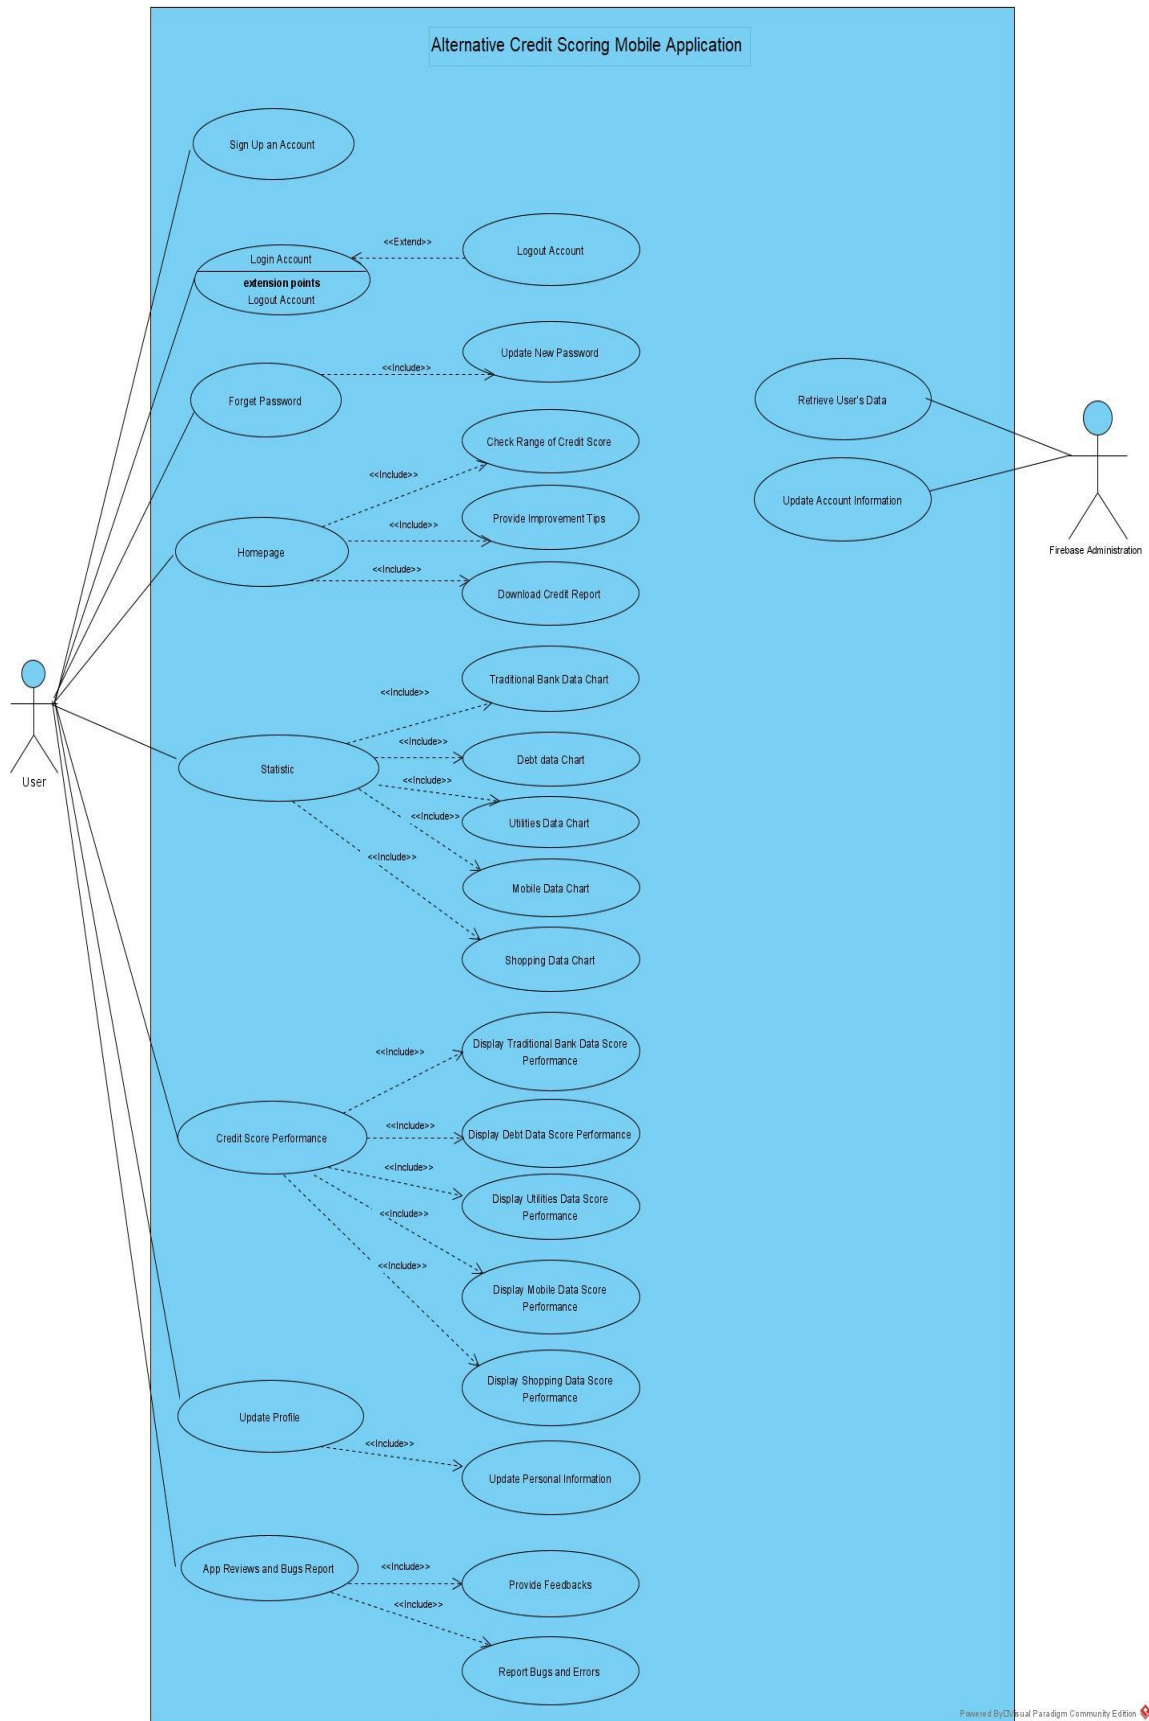 Alternative Credit Scoring Mobile Application
Sign Up an Account
Login Account
extension points
Logout Account
<<Extend>>
Logout Account
Forget Password
<<Include>>
Update New Password
Homepage
<<Include>>
Check Range of Credit Score
<<Include>>
Provide Improvement Tips
<<Include>>
Download Credit Report
Retrieve User's Data
Update Account Information
Firebase Administration
User
Statistic
<<Include>>
Traditional Bank Data Chart
<<Include>>
Debt data Chart
<<Include>>
Utilities Data Chart
<<Include>>
Mobile Data Chart
<<Include>>
Shopping Data Chart
Credit Score Performance
<<Include>>
Display Traditional Bank Data Score
Performance
<<Include>>
Display Debt Data Score Performance
<<Include>>
Display Utilities Data Score
Performance
<<Include>>
Display Mobile Data Score
Performance
<<Include>>
Display Shopping Data Score
Performance
Update Profile
<<Include>>
Update Personal Information
App Reviews and Bugs Report
<<Include>>
Provide Feedbacks
<<Include>>
Report Bugs and Errors
Powered By Visual Paradigm Community Edition